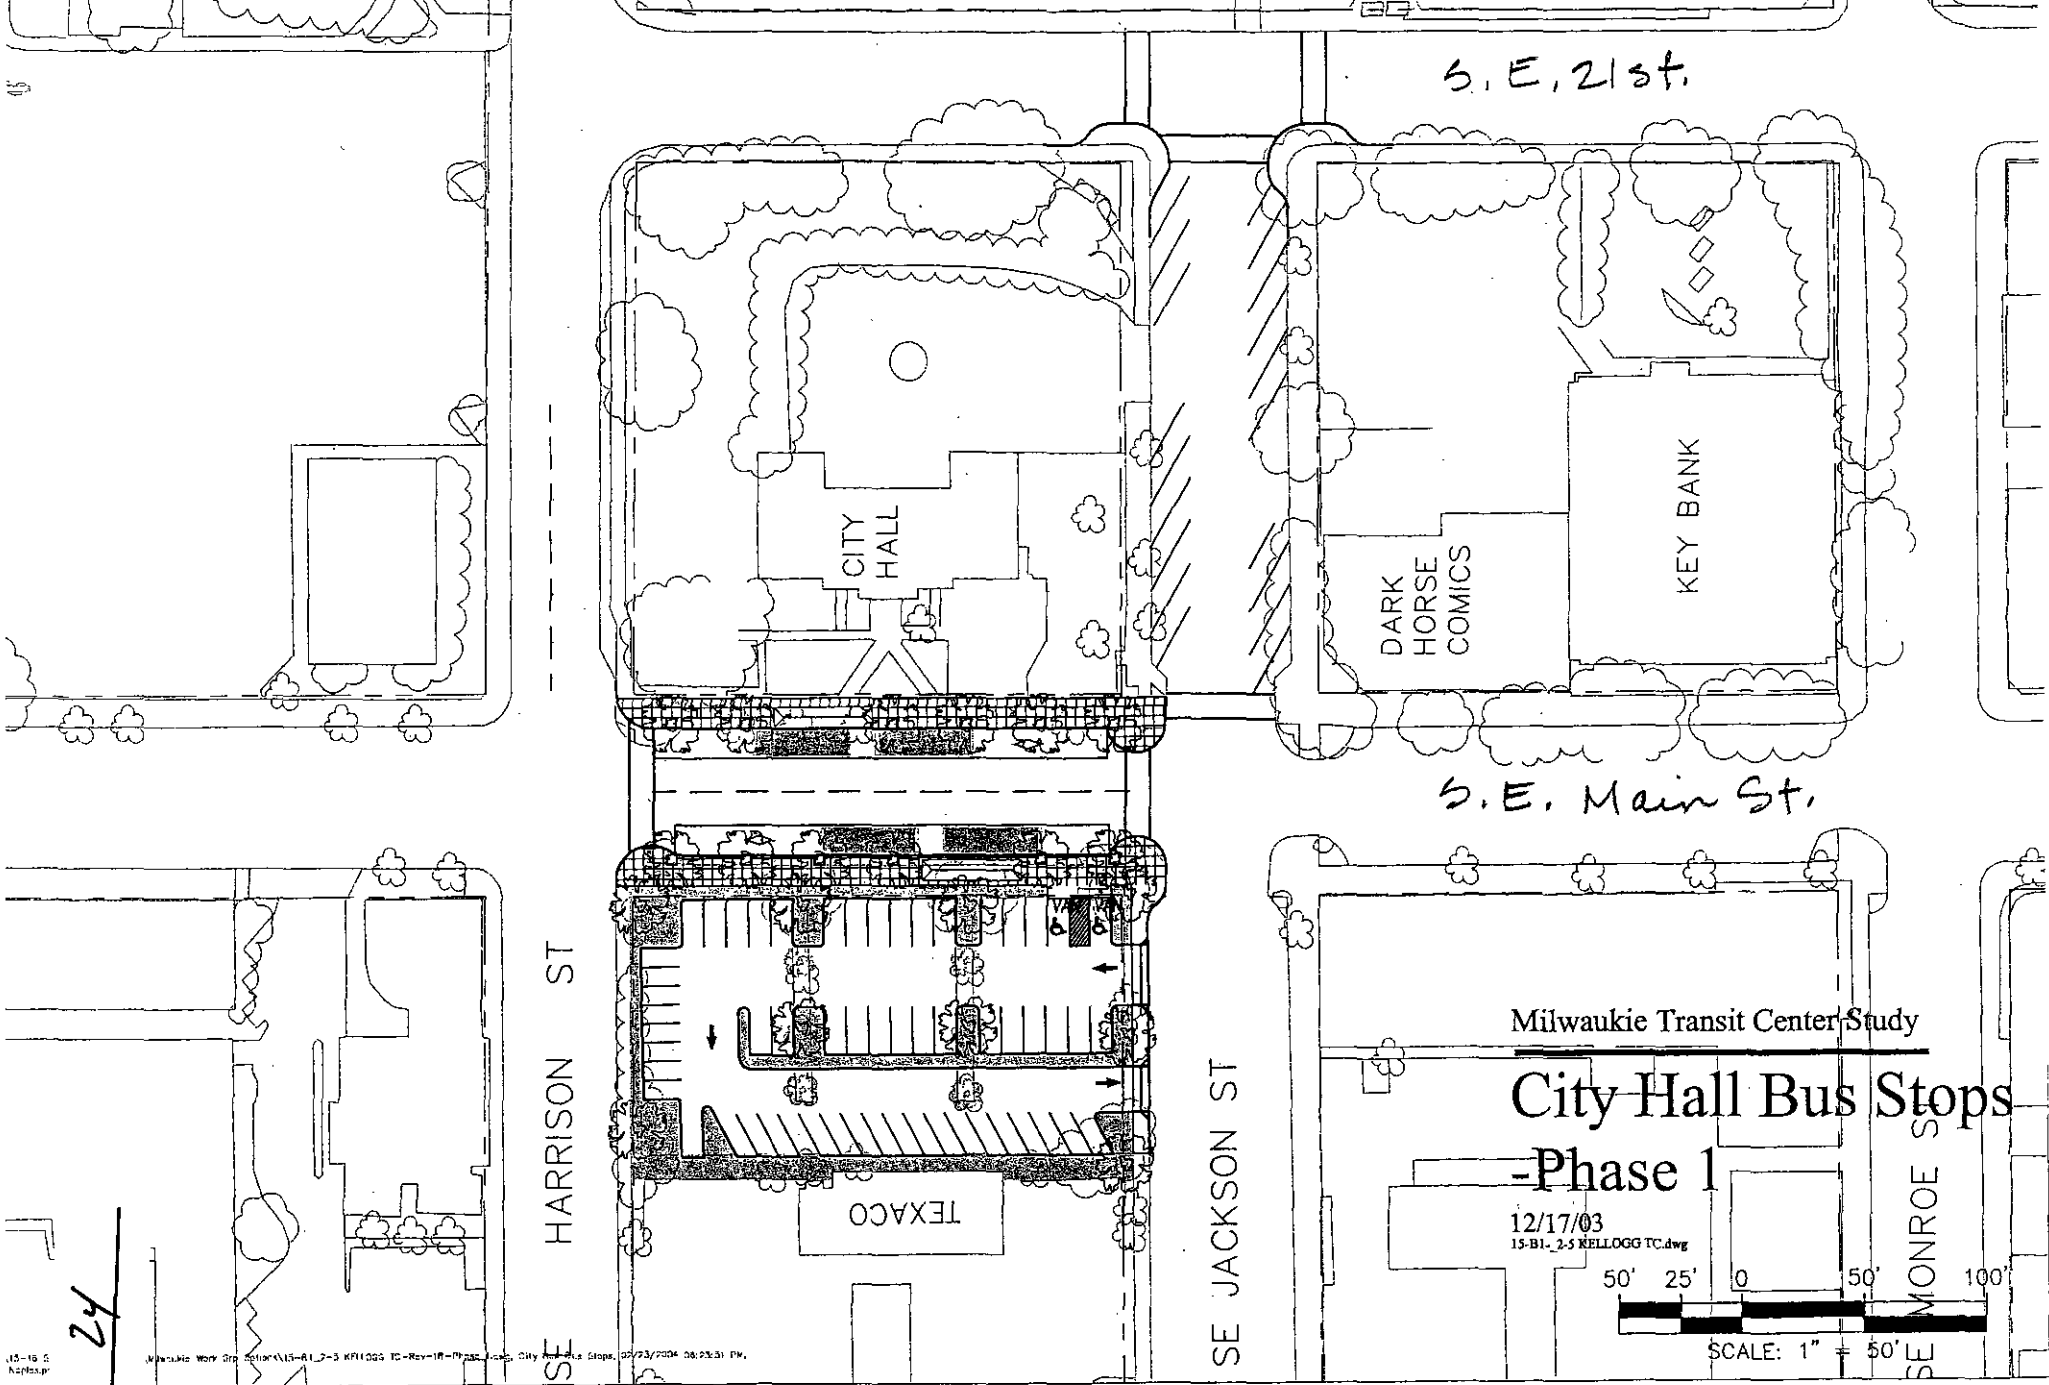 S.E. 21st.
CITY
HALL
DARK
HORSE
COMICS
KEY BANK
S.E. Main St.
VAN VAN
SE HARRISON ST
SE JACKSON ST
SE MONROE ST
TEXACO
Milwaukie Transit Center Study
City Hall Bus Stops
-Phase 1
12/17/03
15-B1-_2-5 KELLOGG TC.dwg
50' 25' 0 50' 100'
SCALE: 1" = 50'
24